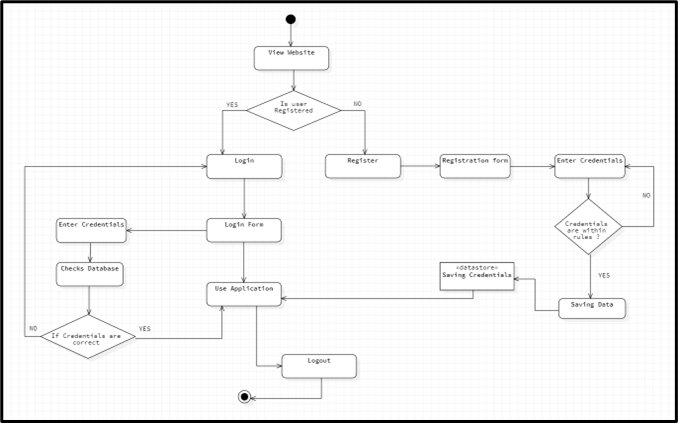 View Website
Is user
Registered
YES
NO
Login
Register
Registration form
Enter Credentials
NO
Enter Credentials
Login Form
Credentials
are within
rules ?
Checks Database
«datastore»
Saving Credentials
YES
Use Application
Saving Data
NO
If Credentials are
correct
YES
Logout